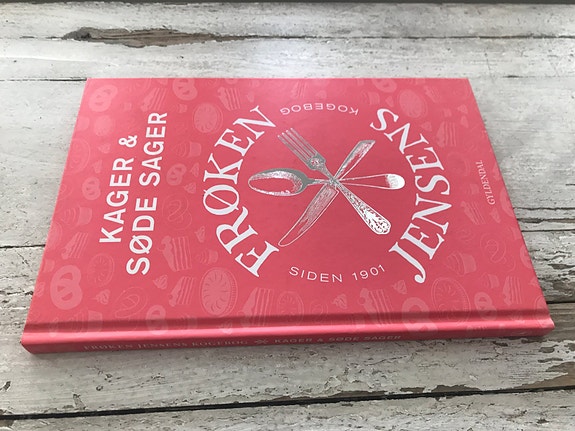 KAGER &
SØDE SAGER
FRØKEN
JENSENS
KOGEBOG
SIDEN 1901
GYLDENDAL
FRØKEN JENSENS KOGEBOG KAGER & SØDE SAGER